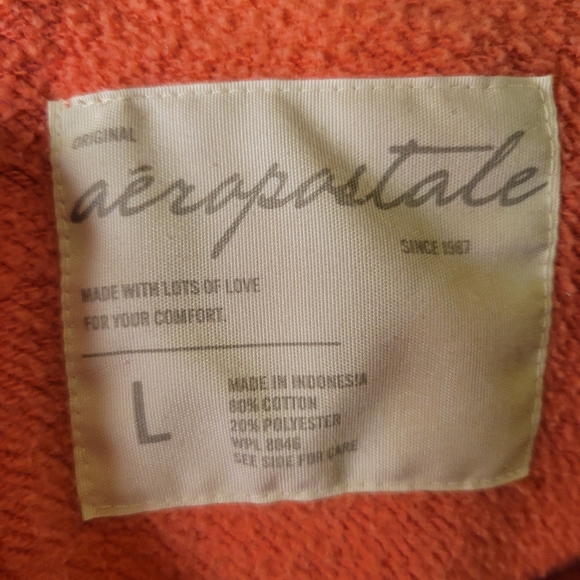 ORIGINAL
aéropostale
SINCE 1987
MADE WITH LOTS OF LOVE
FOR YOUR COMFORT.
L
MADE IN INDONESIA
80% COTTON
20% POLYESTER
WPL 8846
SEE SIDE FOR CARE